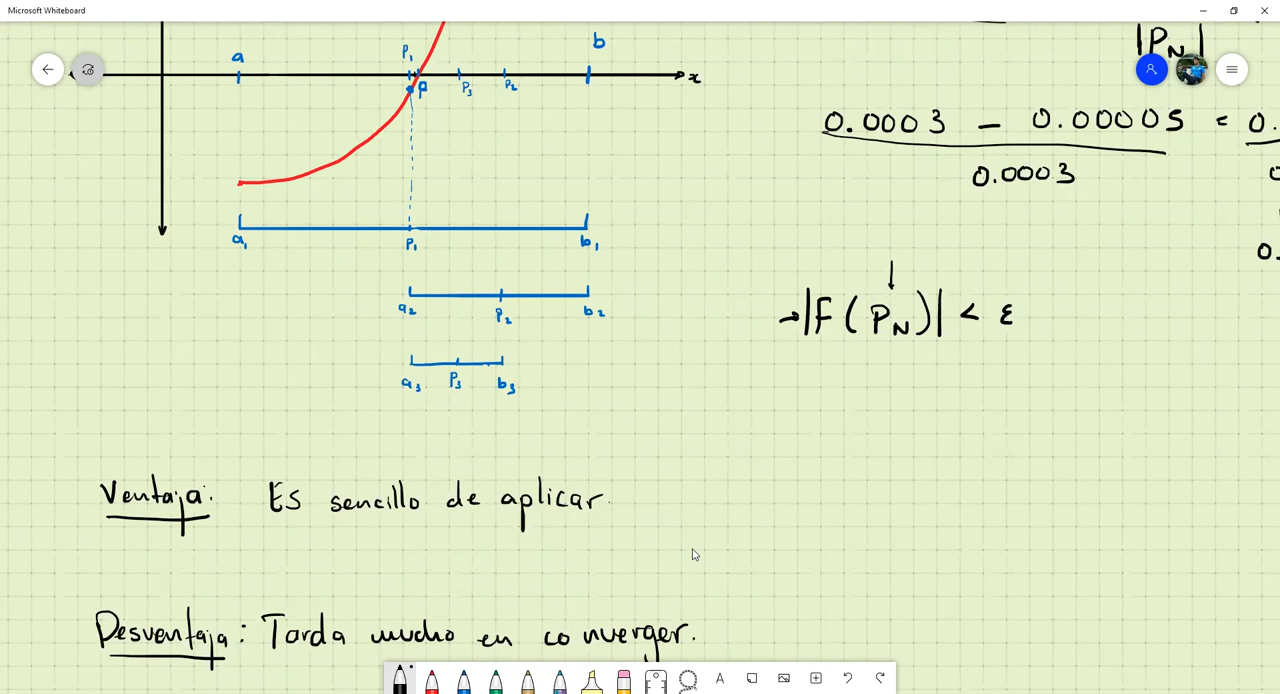 Microsoft Whiteboard
a
P₁
b
P
P₃
P₂
x
a₁
P₁
b₁
a₂
P₂
b₂
a₃
P₃
b₃
|P_N|
0.0003 - 0.00005 = 0.
0.0003
0.
→|F(P_N)| < ε
Ventaja: Es sencillo de aplicar.
Desventaja: Tarda mucho en converger.
A